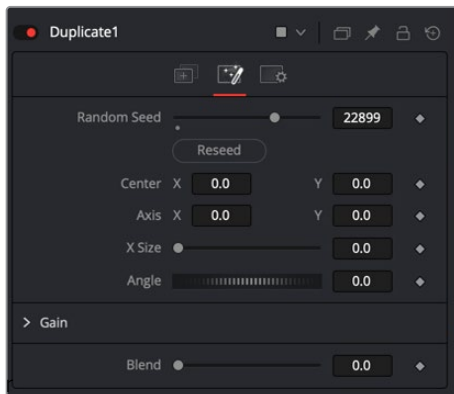 Duplicate1
Random Seed 22899
Reseed
Center X 0.0 Y 0.0
Axis X 0.0 Y 0.0
X Size 0.0
Angle 0.0
Gain
Blend 0.0